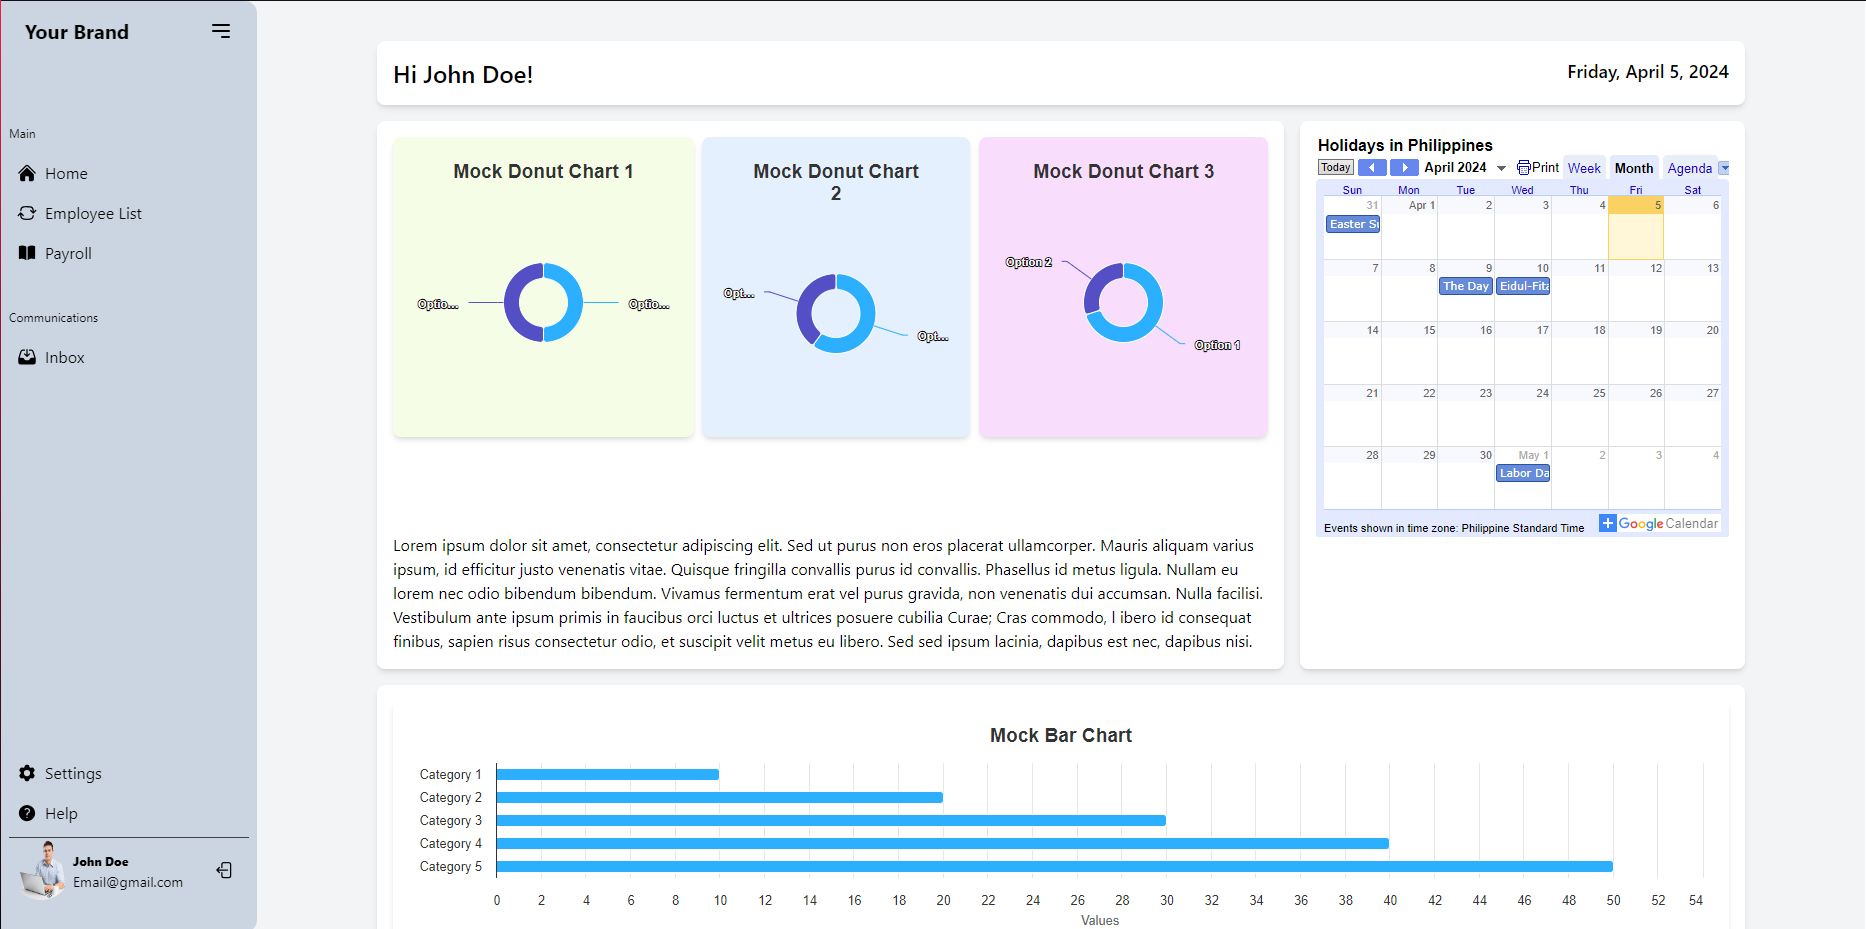 Your Brand
Main
Home
Employee List
Payroll
Communications
Inbox
Settings
Help
John Doe
Email@gmail.com
Hi John Doe!
Friday, April 5, 2024
Mock Donut Chart 1
Optio...
Optio...
Mock Donut Chart
2
Opt...
Opt...
Mock Donut Chart 3
Option 2
Option 1
Lorem ipsum dolor sit amet, consectetur adipiscing elit. Sed ut purus non eros placerat ullamcorper. Mauris aliquam varius
ipsum, id efficitur justo venenatis vitae. Quisque fringilla convallis purus id convallis. Phasellus id metus ligula. Nullam eu
lorem nec odio bibendum bibendum. Vivamus fermentum erat vel purus gravida, non venenatis dui accumsan. Nulla facilisi.
Vestibulum ante ipsum primis in faucibus orci luctus et ultrices posuere cubilia Curae; Cras commodo, l ibero id consequat
finibus, sapien risus consectetur odio, et suscipit velit metus eu libero. Sed sed ipsum lacinia, dapibus est nec, dapibus nisi.
Holidays in Philippines
Today April 2024 Print Week Month Agenda
Sun Mon Tue Wed Thu Fri Sat
31 Apr 1 2 3 4 5 6
Easter Su
7 8 9 10 11 12 13
The Day Eidul-Fita
14 15 16 17 18 19 20
21 22 23 24 25 26 27
28 29 30 May 1 2 3 4
Labor Da
Events shown in time zone: Philippine Standard Time
Google Calendar
Mock Bar Chart
Category 1
Category 2
Category 3
Category 4
Category 5
0 2 4 6 8 10 12 14 16 18 20 22 24 26 28 30 32 34 36 38 40 42 44 46 48 50 52 54
Values